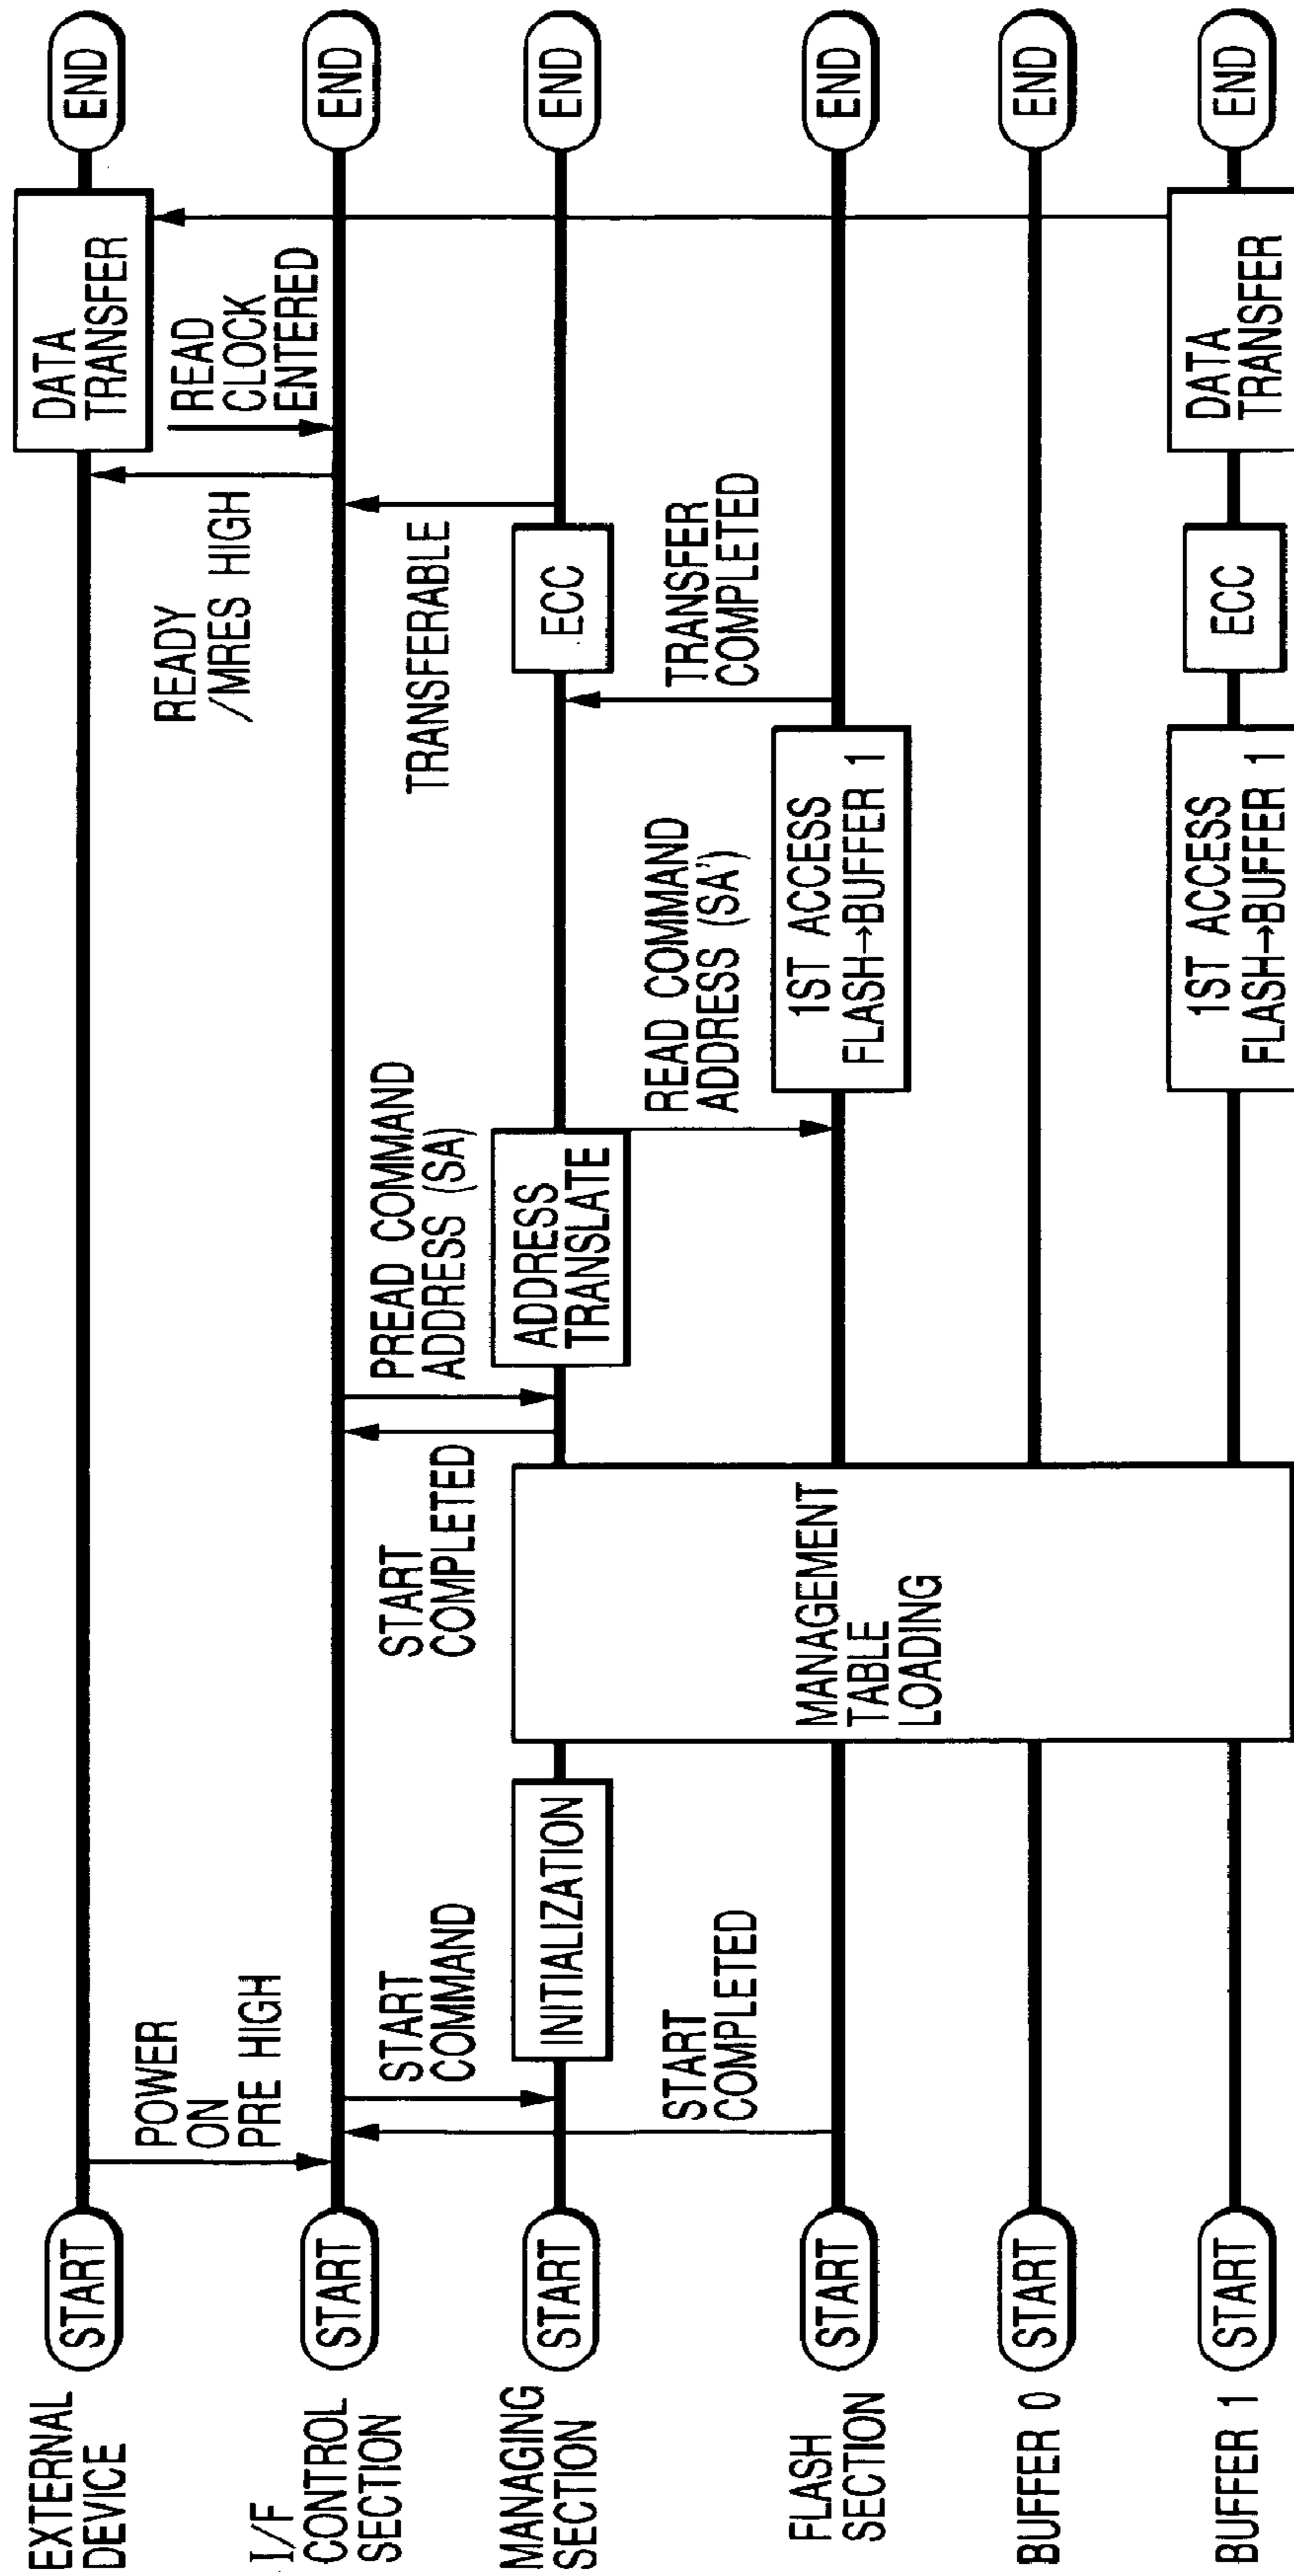 EXTERNAL
DEVICE
START
POWER
ON
PRE HIGH
READY
/MRES HIGH
READ
CLOCK
ENTERED
DATA
TRANSFER
END
I/F
CONTROL
SECTION
START
START
COMMAND
START
COMPLETED
PREAD COMMAND
ADDRESS (SA)
TRANSFERABLE
END
MANAGING
SECTION
START
INITIALIZATION
ADDRESS
TRANSLATE
ECC
END
START
COMPLETED
MANAGEMENT
TABLE
LOADING
READ COMMAND
ADDRESS (SA')
TRANSFER
COMPLETED
FLASH
SECTION
START
1ST ACCESS
FLASH→BUFFER 1
END
BUFFER 0
START
END
BUFFER 1
START
1ST ACCESS
FLASH→BUFFER 1
ECC
DATA
TRANSFER
END